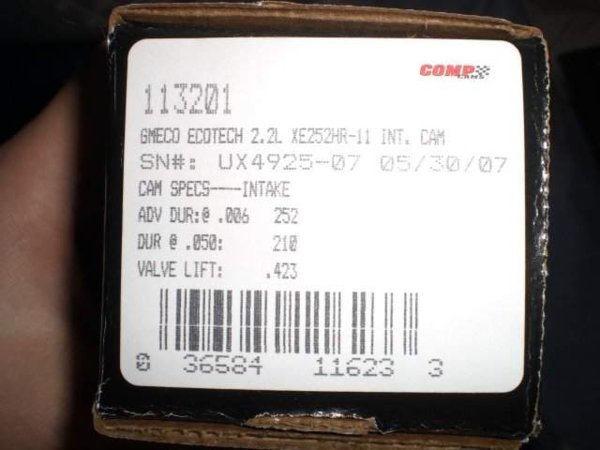 COMP
CAMS
113201
GMECO ECOTECH 2.2L XE252HR-11 INT. CAM
SN#: UX4925-07 05/30/07
CAM SPECS----INTAKE
ADV DUR:@ .006 252
DUR @ .050: 210
VALVE LIFT: .423
0 36584 11623 3